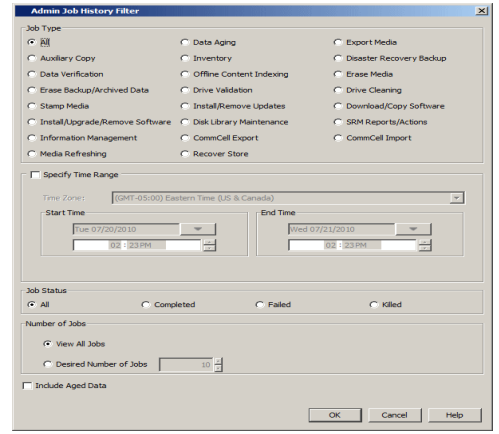 Admin Job History Filter
Job Type
All
Data Aging
Export Media
Auxiliary Copy
Inventory
Disaster Recovery Backup
Data Verification
Offline Content Indexing
Erase Media
Erase Backup/Archived Data
Drive Validation
Drive Cleaning
Stamp Media
Install/Remove Updates
Download/Copy Software
Install/Upgrade/Remove Software
Disk Library Maintenance
SRM Reports/Actions
Information Management
CommCell Export
CommCell Import
Media Refreshing
Recover Store
Specify Time Range
Time Zone:
(GMT-05:00) Eastern Time (US & Canada)
Start Time
End Time
Tue 07/20/2010
Wed 07/21/2010
02 : 23 PM
02 : 23 PM
Job Status
All
Completed
Failed
Killed
Number of Jobs
View All Jobs
Desired Number of Jobs
10
Include Aged Data
OK
Cancel
Help